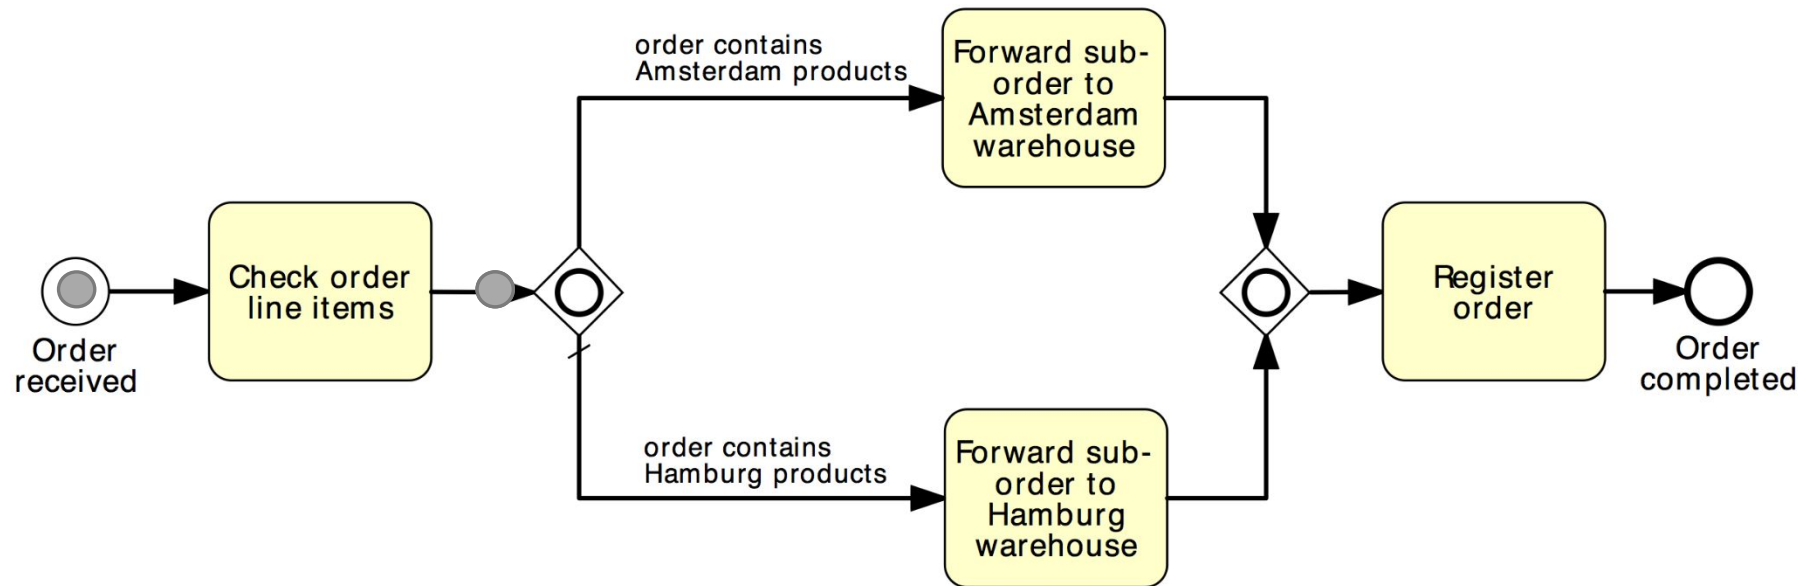 Order
received
Check order
line items
order contains
Amsterdam products
Forward sub-
order to
Amsterdam
warehouse
order contains
Hamburg products
Forward sub-
order to
Hamburg
warehouse
Register
order
Order
completed